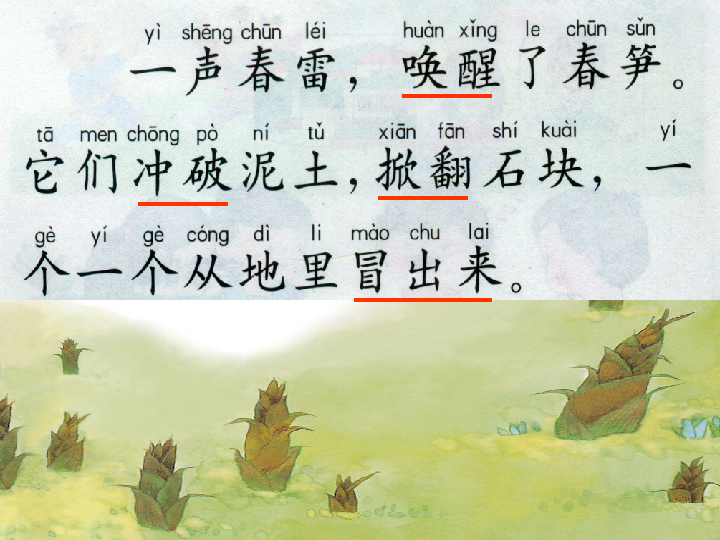 yì shēng chūn léi huàn xǐng le chūn sǔn
一声春雷，唤醒了春笋。
tā men chōng pò ní tǔ xiān fān shí kuài yí
它们冲破泥土，掀翻石块，一
gè yí gè cóng dì li mào chu lai
个一个从地里冒出来。